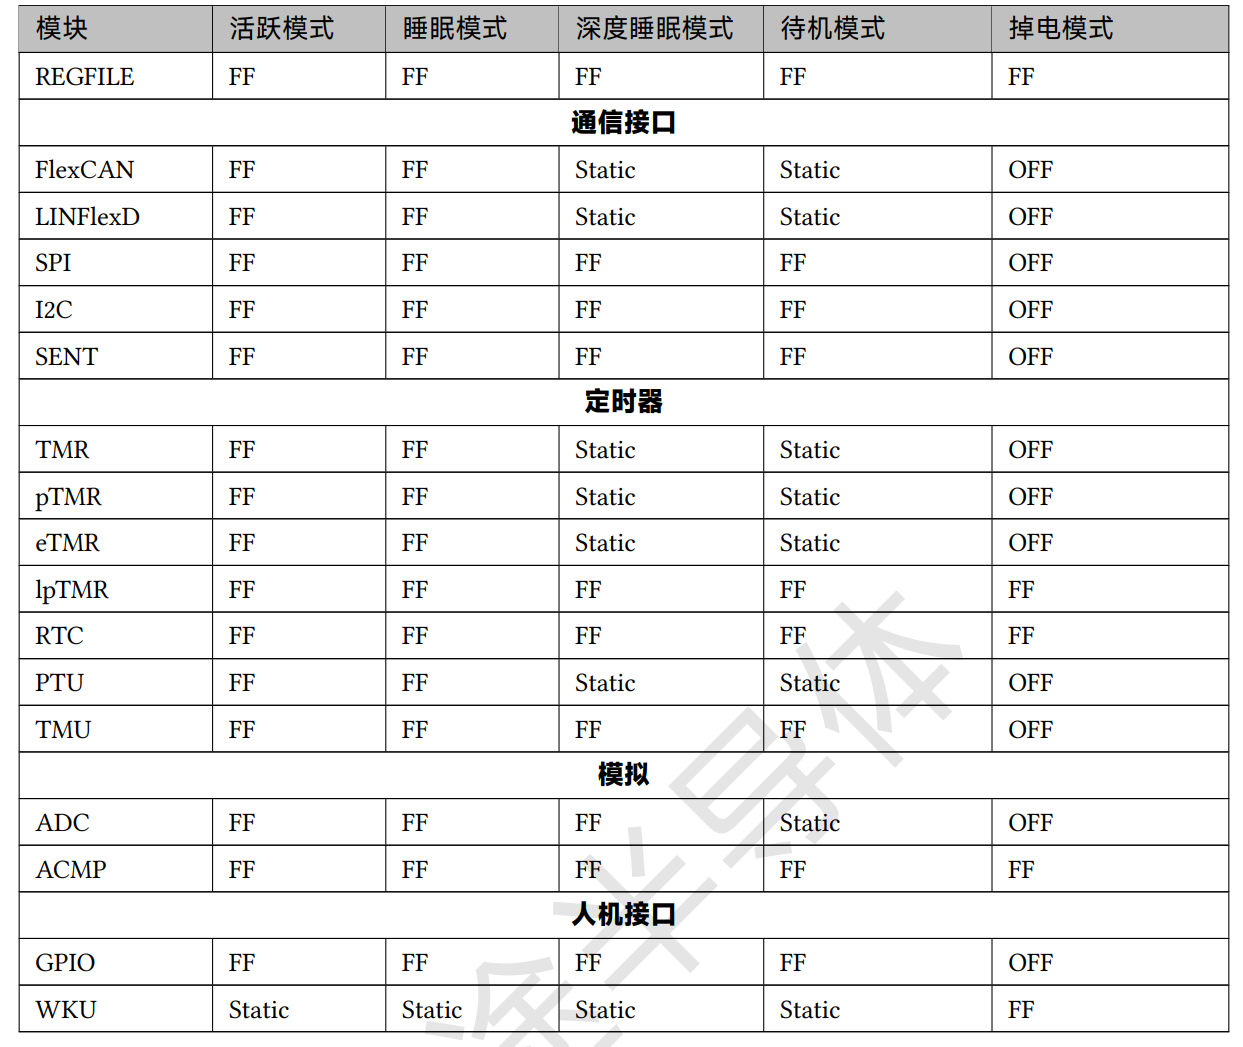 模块 活跃模式 睡眠模式 深度睡眠模式 待机模式 掉电模式
REGFILE FF FF FF FF FF
通信接口
FlexCAN FF FF Static Static OFF
LINFlexD FF FF Static Static OFF
SPI FF FF FF FF OFF
I2C FF FF FF FF OFF
SENT FF FF FF FF OFF
定时器
TMR FF FF Static Static OFF
pTMR FF FF Static Static OFF
eTMR FF FF Static Static OFF
lpTMR FF FF FF FF FF
RTC FF FF FF FF FF
PTU FF FF Static Static OFF
TMU FF FF FF FF OFF
模拟
ADC FF FF FF Static OFF
ACMP FF FF FF FF FF
人机接口
GPIO FF FF FF FF OFF
WKU Static Static Static Static FF
途半导体